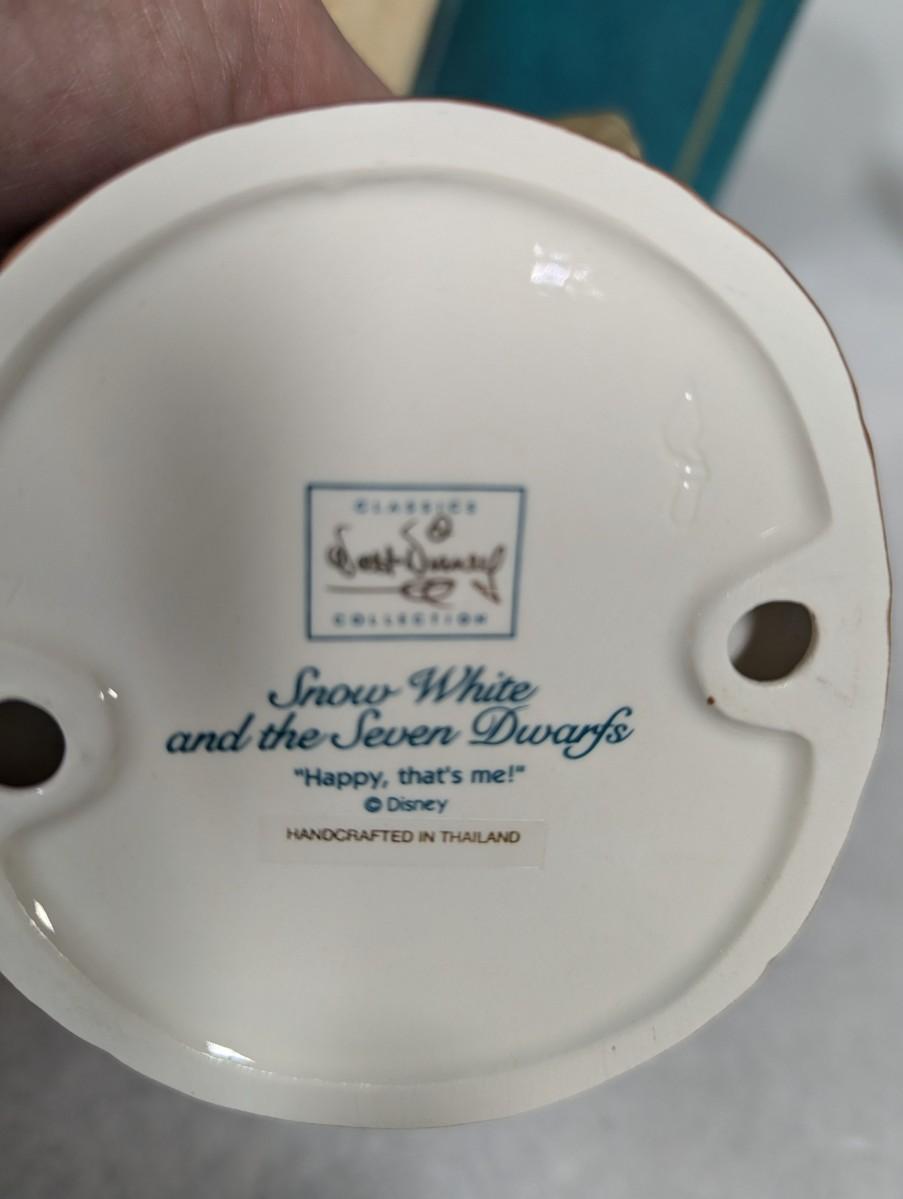 CLASSICS
Walt Disney
COLLECTION
Snow White
and the Seven Dwarfs
"Happy, that's me!"
© Disney
HANDCRAFTED IN THAILAND